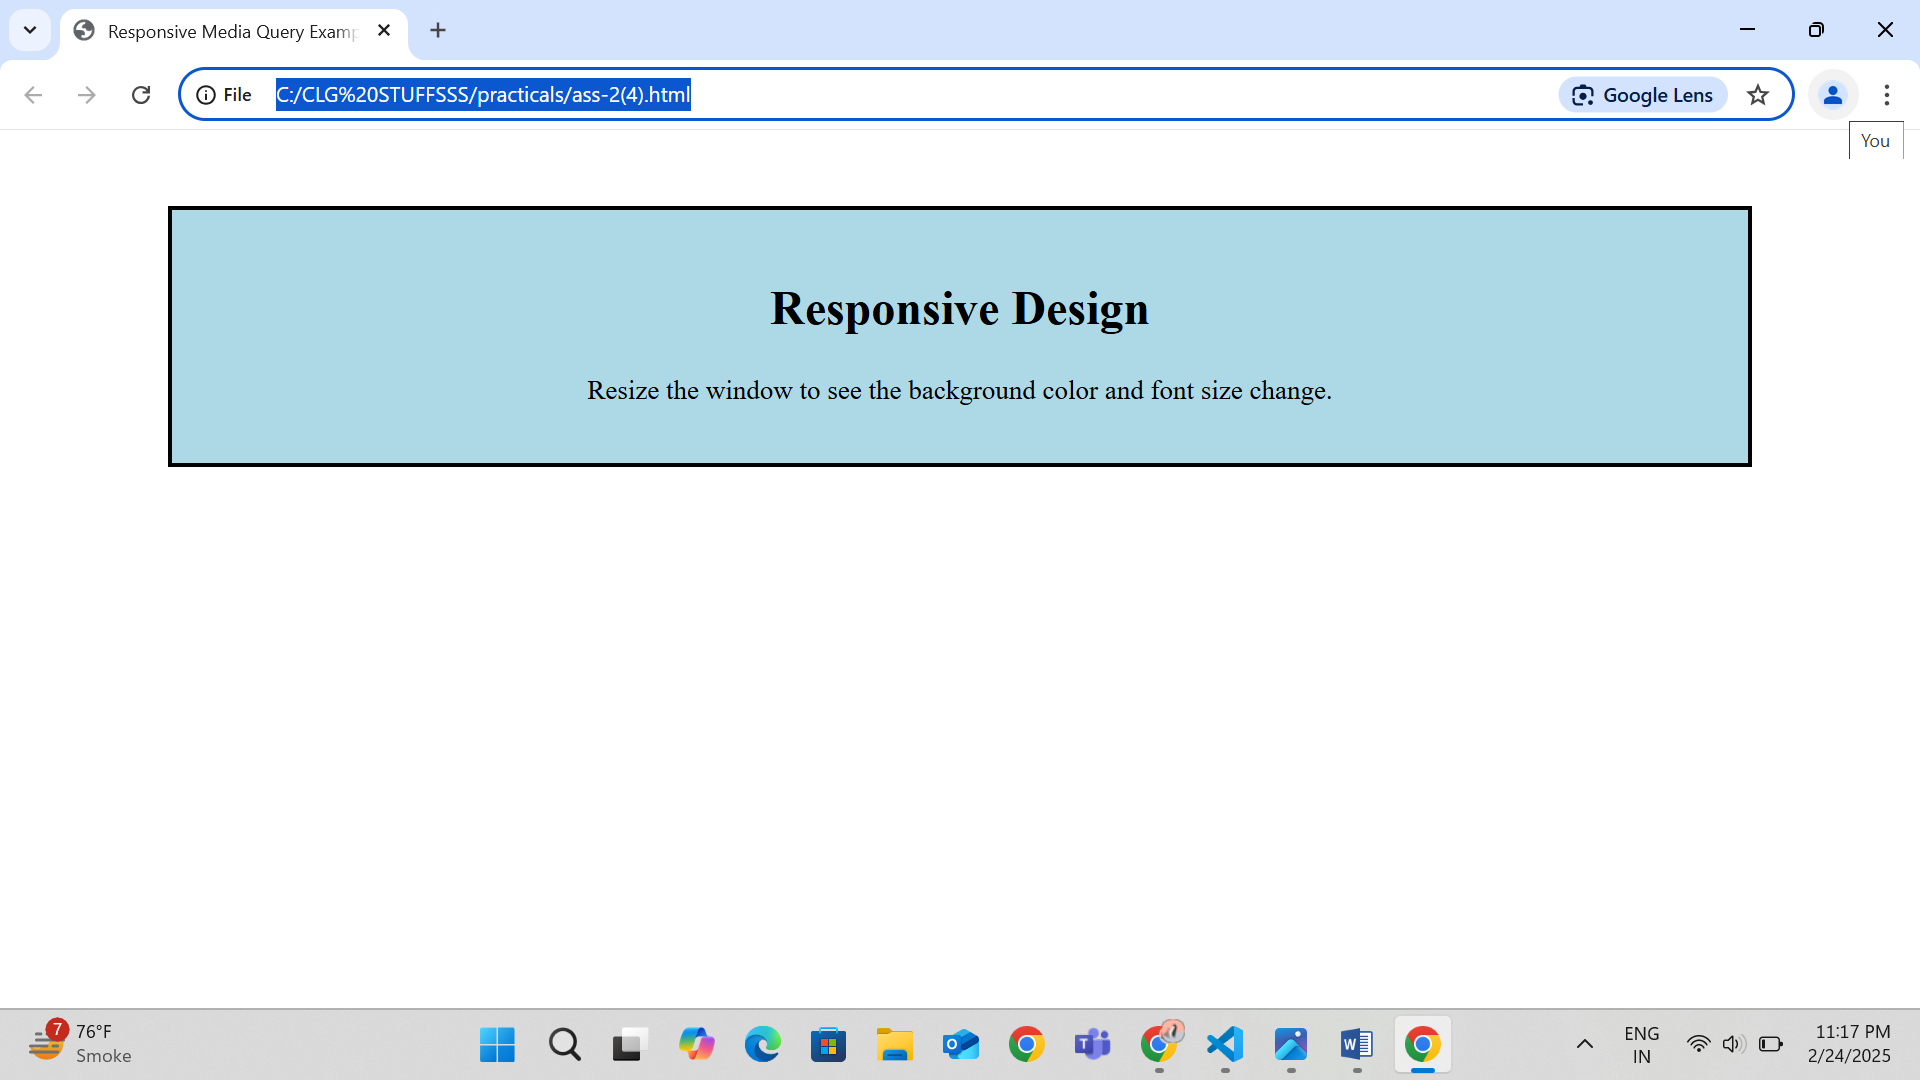 Responsive Media Query Examp
File
C:/CLG%20STUFFSSS/practicals/ass-2(4).html
Google Lens
You
Responsive Design
Resize the window to see the background color and font size change.
7
76°F
Smoke
ENG
IN
11:17 PM
2/24/2025